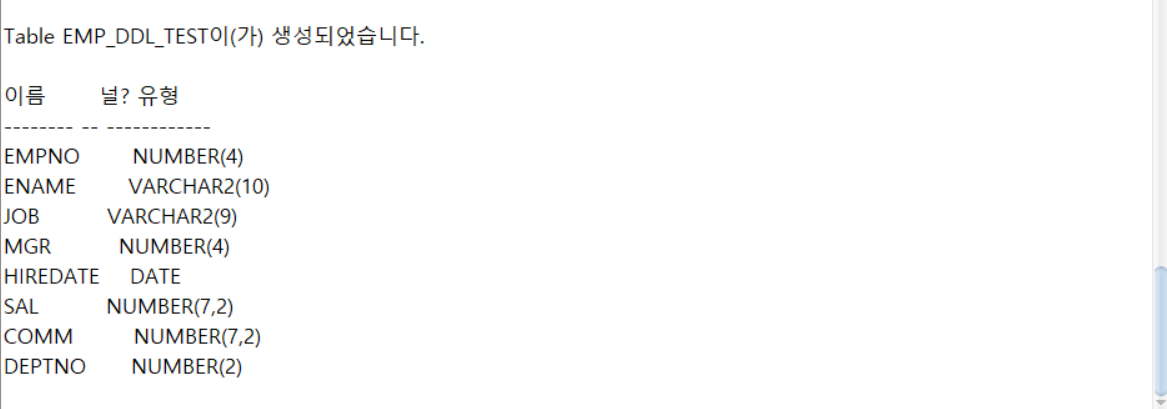 Table EMP_DDL_TEST이(가) 생성되었습니다.
이름 널? 유형
-------- -- ------------
EMPNO NUMBER(4)
ENAME VARCHAR2(10)
JOB VARCHAR2(9)
MGR NUMBER(4)
HIREDATE DATE
SAL NUMBER(7,2)
COMM NUMBER(7,2)
DEPTNO NUMBER(2)